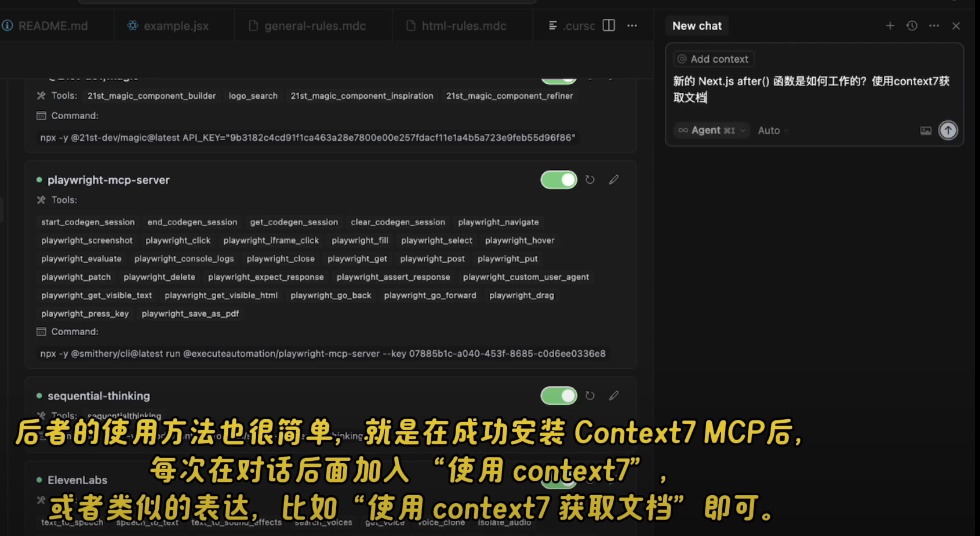 README.md
example.jsx
general-rules.mdc
html-rules.mdc
.curso
Tools: 21st_magic_component_builder logo_search 21st_magic_component_inspiration 21st_magic_component_refiner
Command:
npx -y @21st-dev/magic@latest API_KEY="9b3182c4cd91f1ca463a28e7800e00e257fdacf11e1a4b5a723e9feb55d96f86"
playwright-mcp-server
Tools:
start_codegen_session end_codegen_session get_codegen_session clear_codegen_session playwright_navigate
playwright_screenshot playwright_click playwright_iframe_click playwright_fill playwright_select playwright_hover
playwright_evaluate playwright_console_logs playwright_close playwright_get playwright_post playwright_put
playwright_patch playwright_delete playwright_expect_response playwright_assert_response playwright_custom_user_agent
playwright_get_visible_text playwright_get_visible_html playwright_go_back playwright_go_forward playwright_drag
playwright_press_key playwright_save_as_pdf
Command:
npx -y @smithery/cli@latest run @executeautomation/playwright-mcp-server --key 07885b1c-a040-453f-8685-c0d6ee0336e8
sequential-thinking
Tools: sequentialthinking
ElevenLabs
text_to_speech speech_to_text text_to_sound_effects search_voices get_voice voice_clone isolate_audio
New chat
@ Add context
新的 Next.js after() 函数是如何工作的？使用context7获
取文档
∞ Agent ⌘I Auto
后者的使用方法也很简单，就是在成功安装 Context7 MCP后，
每次在对话后面加入 “使用 context7”，
或者类似的表达，比如“使用 context7 获取文档”即可。